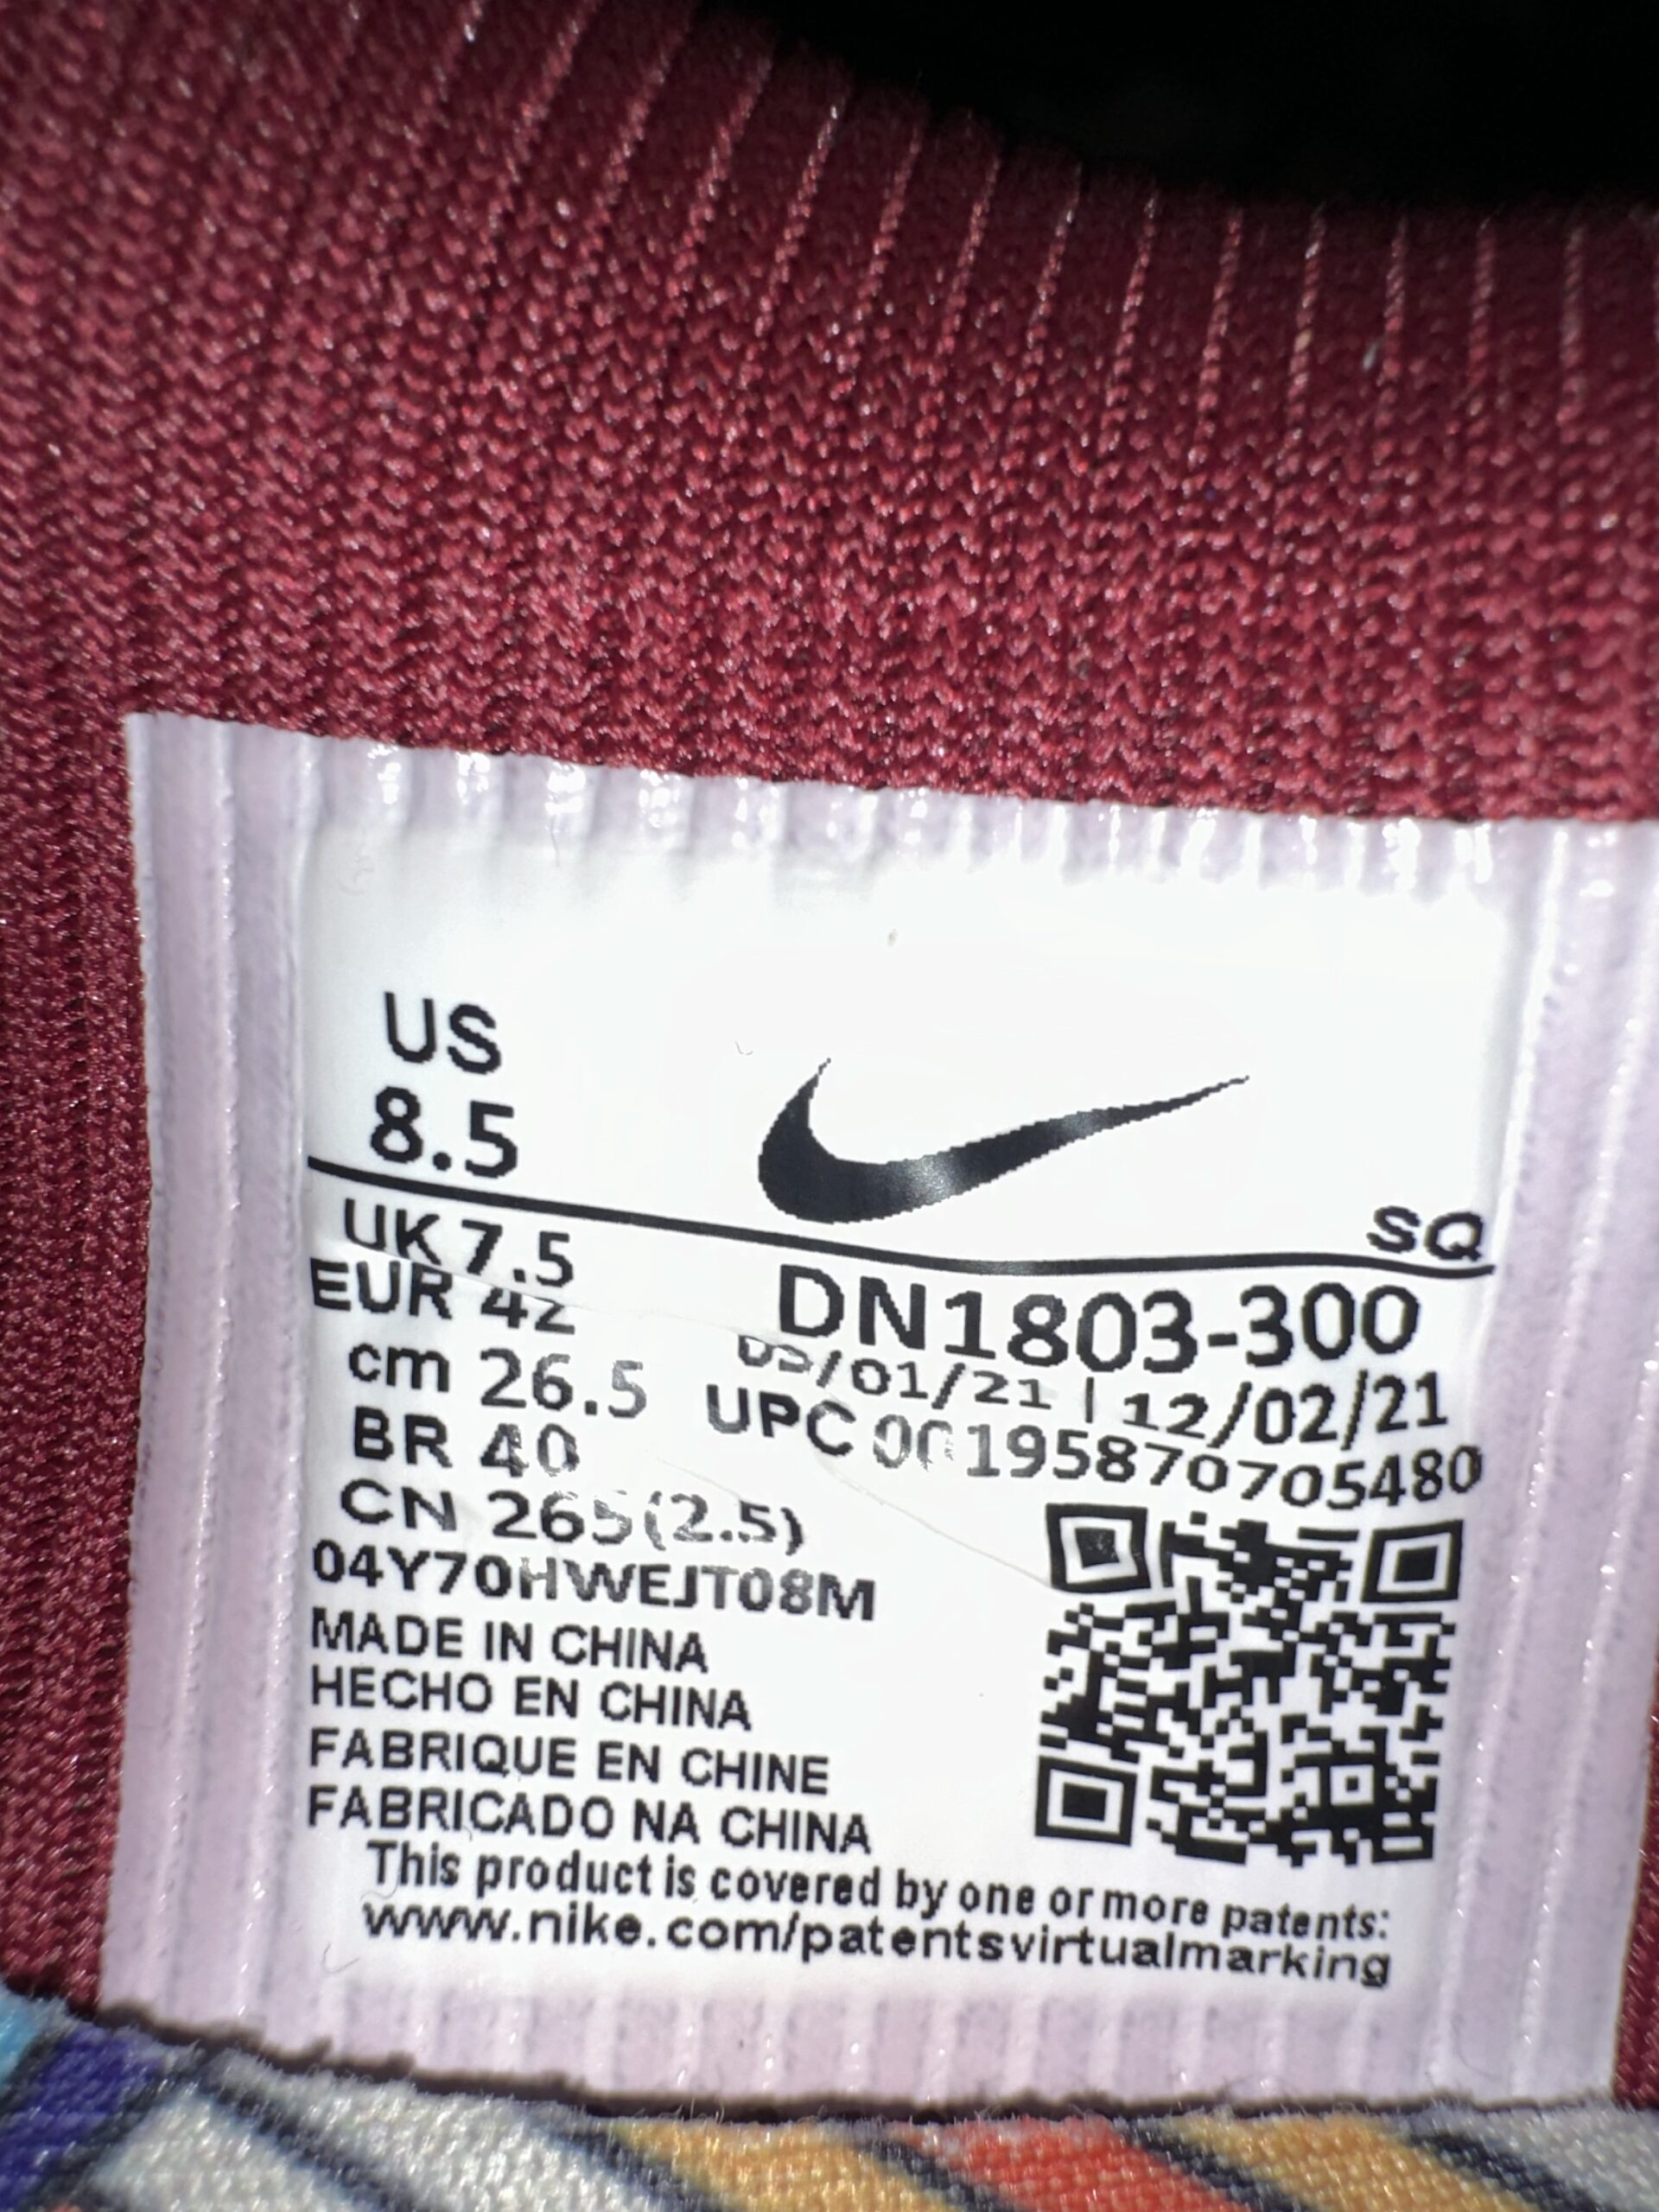 US
8.5
SQ
UK 7.5
EUR 42
cm 26.5
BR 40
CN 265(2.5)
DN1803-300
05/01/21 | 12/02/21
UPC 00195870705480
04Y70HWEJT08M
MADE IN CHINA
HECHO EN CHINA
FABRIQUE EN CHINE
FABRICADO NA CHINA
This product is covered by one or more patents:
www.nike.com/patentsvirtualmarking